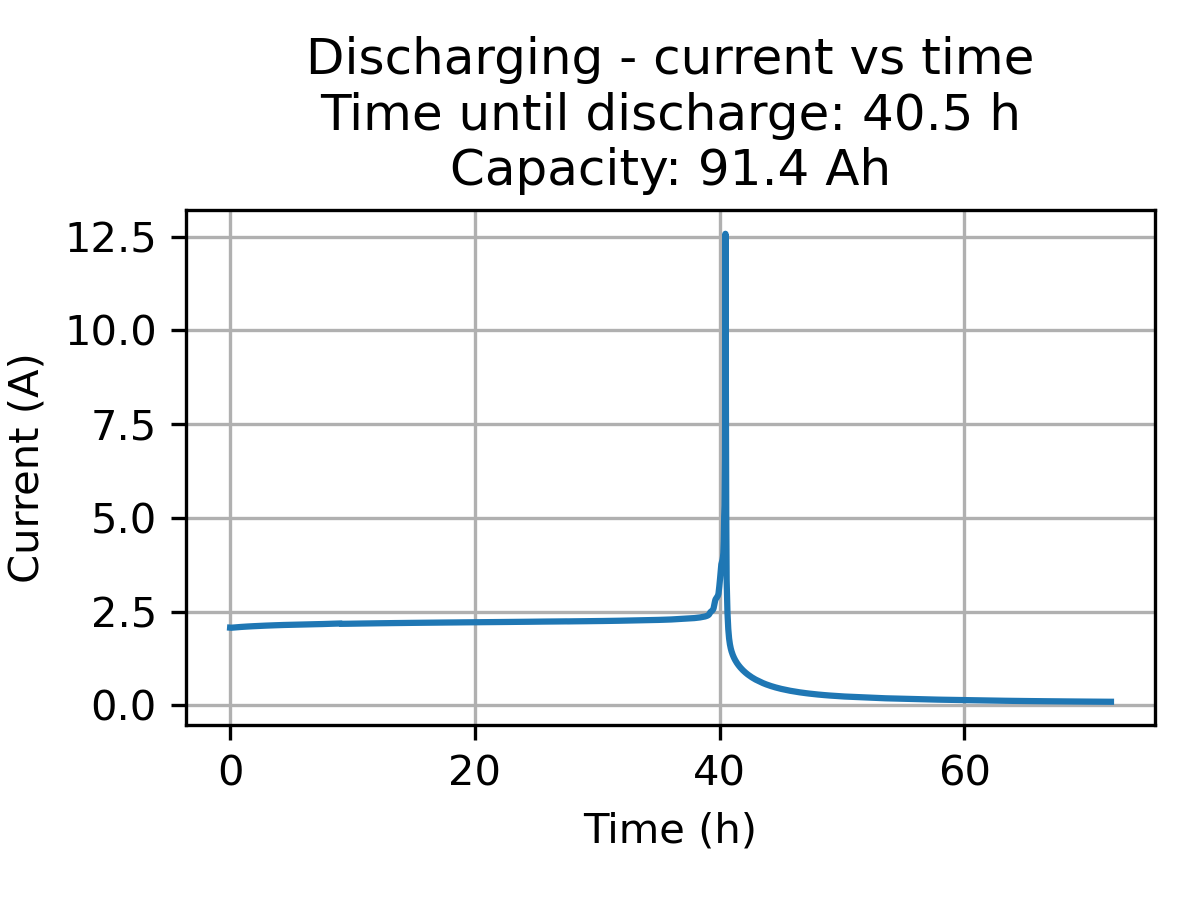 Discharging - current vs time
Time until discharge: 40.5 h
Capacity: 91.4 Ah
12.5
10.0
7.5
5.0
2.5
0.0
Current (A)
0 20 40 60
Time (h)